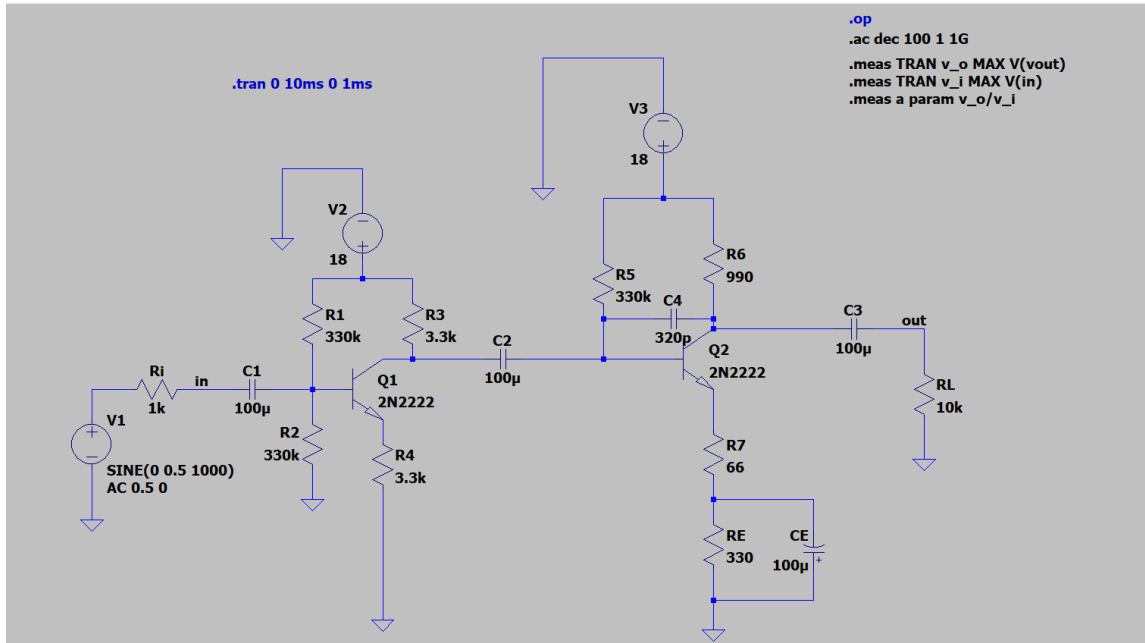 .op
.ac dec 100 1 1G
.meas TRAN v_o MAX V(vout)
.meas TRAN v_i MAX V(in)
.meas a param v_o/v_i
.tran 0 10ms 0 1ms
V3
18
V2
18
R1
330k
R3
3.3k
R5
330k
R6
990
C4
320p
C3
100µ
out
Ri
1k
in
C1
100µ
Q1
2N2222
C2
100µ
Q2
2N2222
RL
10k
V1
SINE(0 0.5 1000)
AC 0.5 0
R2
330k
R4
3.3k
R7
66
RE
330
CE
100µ
+